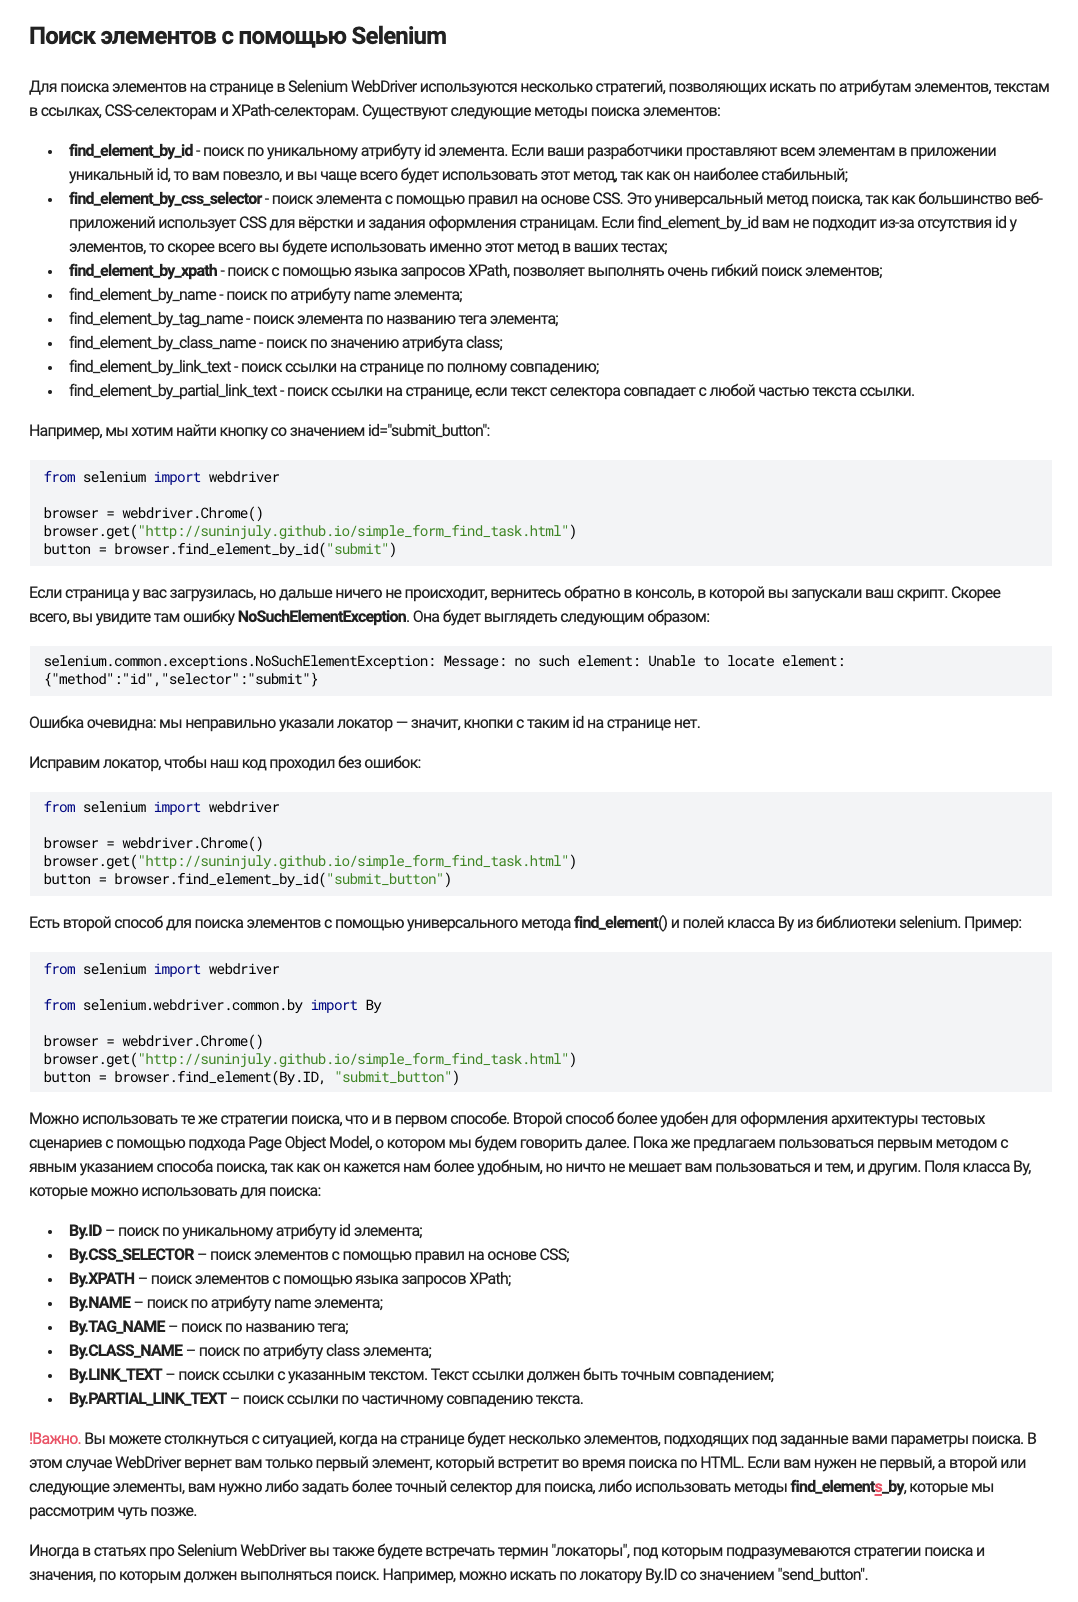 Поиск элементов с помощью Selenium
Для поиска элементов на странице в Selenium WebDriver используются несколько стратегий, позволяющих искать по атрибутам элементов, текстам
в ссылках, CSS-селекторам и XPath-селекторам. Существуют следующие методы поиска элементов:
• find_element_by_id - поиск по уникальному атрибуту id элемента. Если ваши разработчики проставляют всем элементам в приложении
уникальный id, то вам повезло, и вы чаще всего будет использовать этот метод, так как он наиболее стабильный;
• find_element_by_css_selector - поиск элемента с помощью правил на основе CSS. Это универсальный метод поиска, так как большинство веб-
приложений использует CSS для вёрстки и задания оформления страницам. Если find_element_by_id вам не подходит из-за отсутствия id у
элементов, то скорее всего вы будете использовать именно этот метод в ваших тестах;
• find_element_by_xpath - поиск с помощью языка запросов XPath, позволяет выполнять очень гибкий поиск элементов;
• find_element_by_name - поиск по атрибуту name элемента;
• find_element_by_tag_name - поиск элемента по названию тега элемента;
• find_element_by_class_name - поиск по значению атрибута class;
• find_element_by_link_text - поиск ссылки на странице по полному совпадению;
• find_element_by_partial_link_text - поиск ссылки на странице, если текст селектора совпадает с любой частью текста ссылки.
Например, мы хотим найти кнопку со значением id="submit_button":
from selenium import webdriver
browser = webdriver.Chrome()
browser.get("http://suninjuly.github.io/simple_form_find_task.html")
button = browser.find_element_by_id("submit")
Если страница у вас загрузилась, но дальше ничего не происходит, вернитесь обратно в консоль, в которой вы запускали ваш скрипт. Скорее
всего, вы увидите там ошибку NoSuchElementException. Она будет выглядеть следующим образом:
selenium.common.exceptions.NoSuchElementException: Message: no such element: Unable to locate element:
{"method":"id","selector":"submit"}
Ошибка очевидна: мы неправильно указали локатор — значит, кнопки с таким id на странице нет.
Исправим локатор, чтобы наш код проходил без ошибок:
from selenium import webdriver
browser = webdriver.Chrome()
browser.get("http://suninjuly.github.io/simple_form_find_task.html")
button = browser.find_element_by_id("submit_button")
Есть второй способ для поиска элементов с помощью универсального метода find_element() и полей класса By из библиотеки selenium. Пример:
from selenium import webdriver
from selenium.webdriver.common.by import By
browser = webdriver.Chrome()
browser.get("http://suninjuly.github.io/simple_form_find_task.html")
button = browser.find_element(By.ID, "submit_button")
Можно использовать те же стратегии поиска, что и в первом способе. Второй способ более удобен для оформления архитектуры тестовых
сценариев с помощью подхода Page Object Model, о котором мы будем говорить далее. Пока же предлагаем пользоваться первым методом с
явным указанием способа поиска, так как он кажется нам более удобным, но ничто не мешает вам пользоваться и тем, и другим. Поля класса By,
которые можно использовать для поиска:
• By.ID – поиск по уникальному атрибуту id элемента;
• By.CSS_SELECTOR – поиск элементов с помощью правил на основе CSS;
• By.XPATH – поиск элементов с помощью языка запросов XPath;
• By.NAME – поиск по атрибуту name элемента;
• By.TAG_NAME – поиск по названию тега;
• By.CLASS_NAME – поиск по атрибуту class элемента;
• By.LINK_TEXT – поиск ссылки с указанным текстом. Текст ссылки должен быть точным совпадением;
• By.PARTIAL_LINK_TEXT – поиск ссылки по частичному совпадению текста.
!Важно. Вы можете столкнуться с ситуацией, когда на странице будет несколько элементов, подходящих под заданные вами параметры поиска. В
этом случае WebDriver вернет вам только первый элемент, который встретит во время поиска по HTML. Если вам нужен не первый, а второй или
следующие элементы, вам нужно либо задать более точный селектор для поиска, либо использовать методы find_elements_by, которые мы
рассмотрим чуть позже.
Иногда в статьях про Selenium WebDriver вы также будете встречать термин "локаторы", под которым подразумеваются стратегии поиска и
значения, по которым должен выполняться поиск. Например, можно искать по локатору By.ID со значением "send_button".